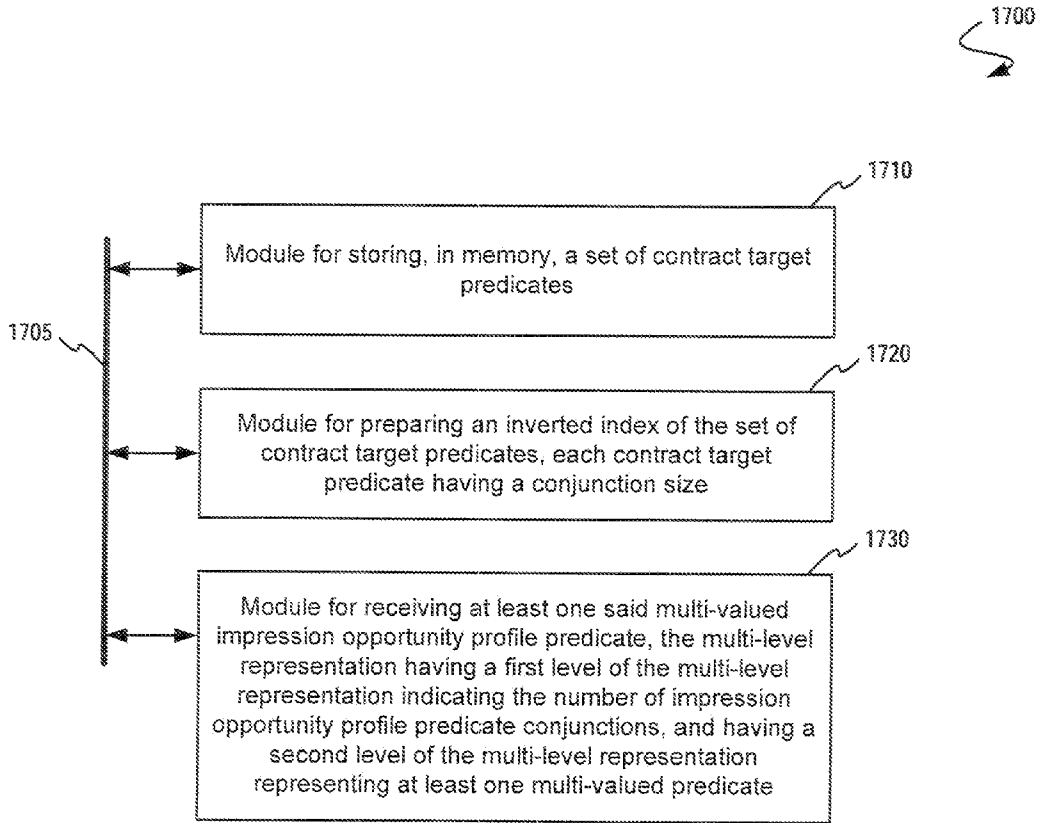 1700
1710
Module for storing, in memory, a set of contract target
predicates
1705
1720
Module for preparing an inverted index of the set of
contract target predicates, each contract target
predicate having a conjunction size
1730
Module for receiving at least one said multi-valued
impression opportunity profile predicate, the multi-level
representation having a first level of the multi-level
representation indicating the number of impression
opportunity profile predicate conjunctions, and having a
second level of the multi-level representation
representing at least one multi-valued predicate